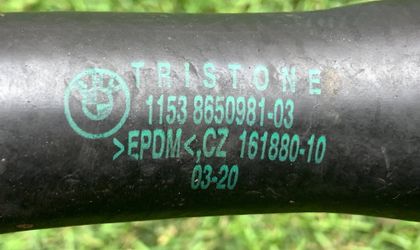 TRISTONE
1153 8650981-03
>EPDM<,CZ 161880-10
03-20